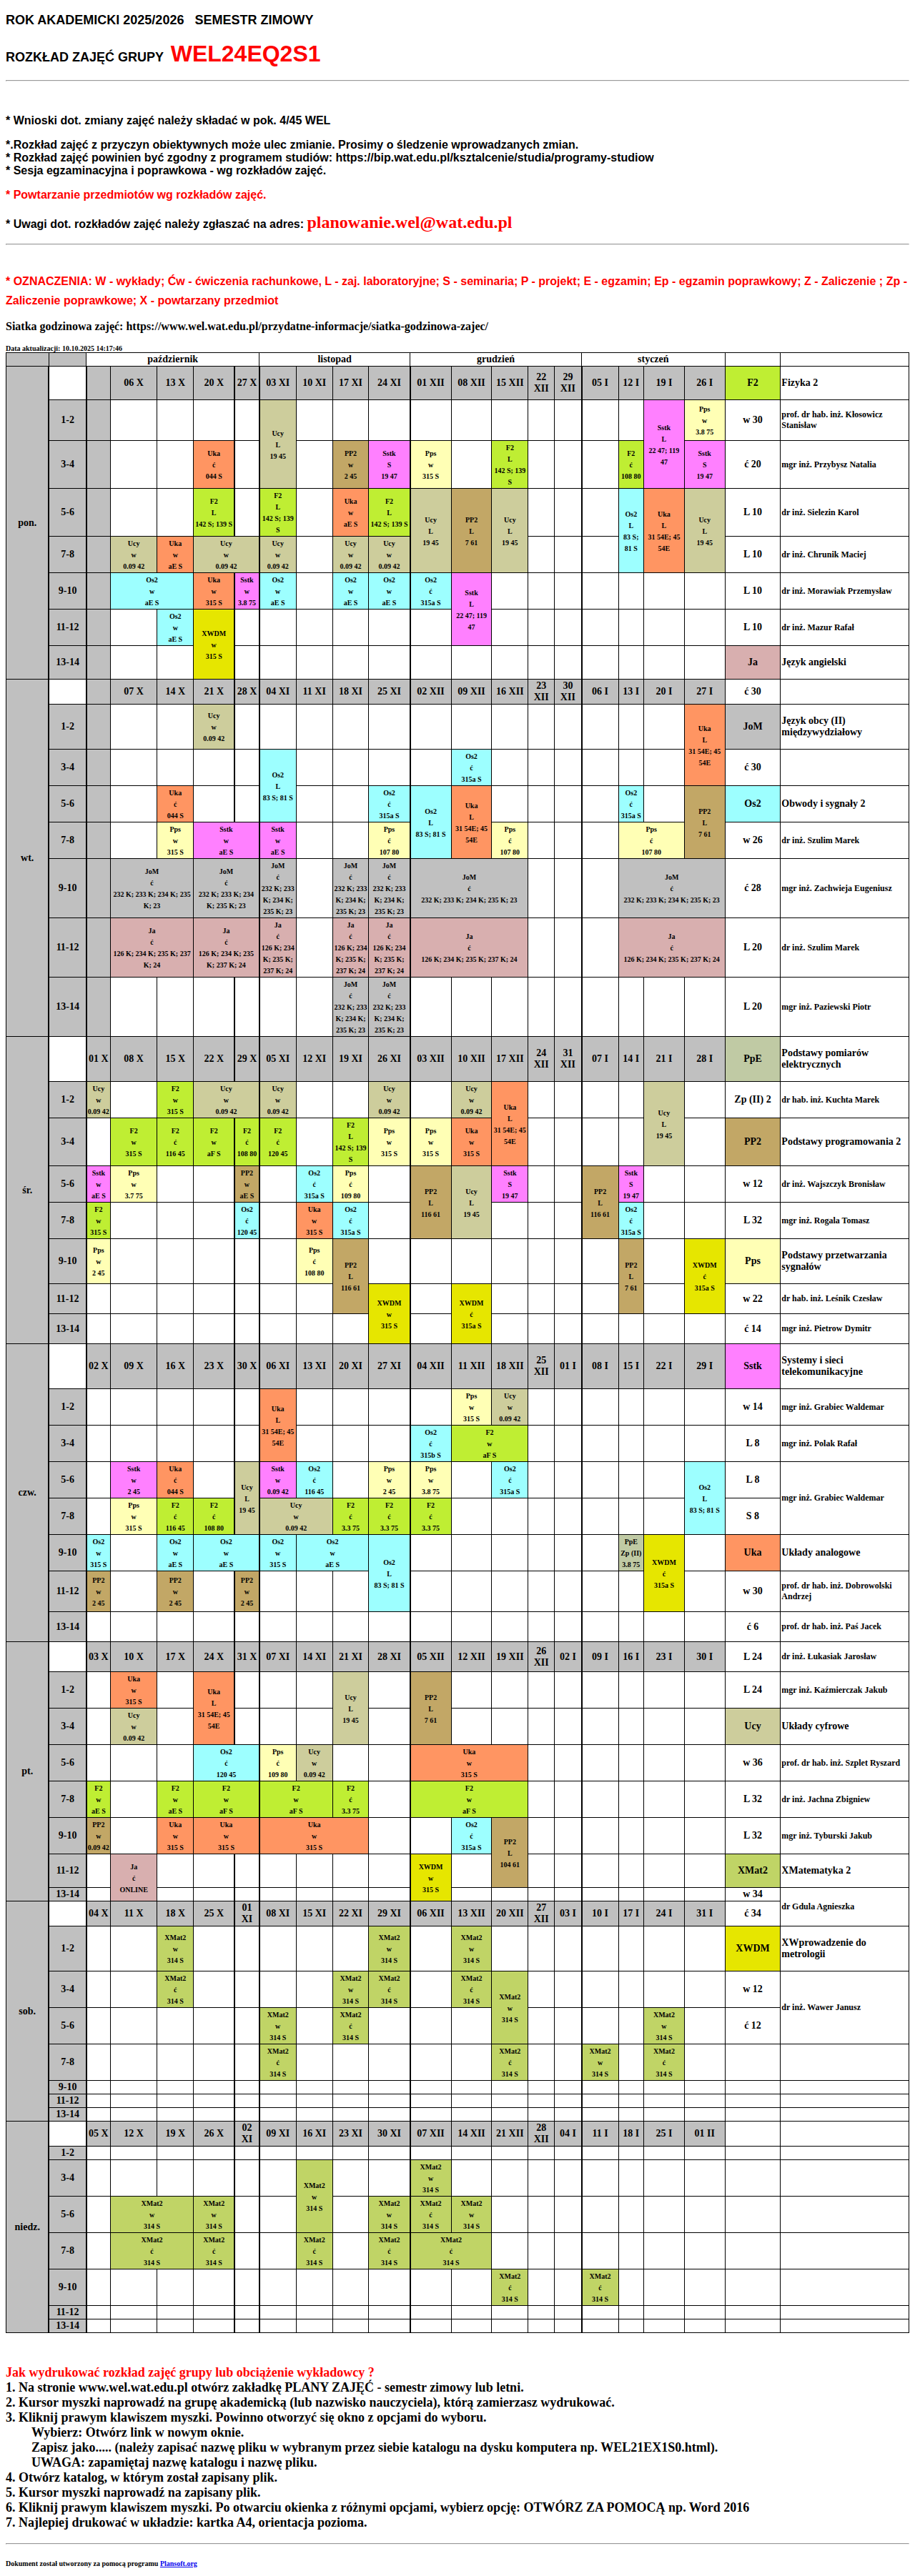 ROK AKADEMICKI 2025/2026 SEMESTR ZIMOWY
ROZKŁAD ZAJĘĆ GRUPY WEL24EQ2S1
* Wnioski dot. zmiany zajęć należy składać w pok. 4/45 WEL
*.Rozkład zajęć z przyczyn obiektywnych może ulec zmianie. Prosimy o śledzenie wprowadzanych zmian.
* Rozkład zajęć powinien być zgodny z programem studiów: https://bip.wat.edu.pl/ksztalcenie/studia/programy-studiow
* Sesja egzaminacyjna i poprawkowa - wg rozkładów zajęć.
* Powtarzanie przedmiotów wg rozkładów zajęć.
* Uwagi dot. rozkładów zajęć należy zgłaszać na adres: planowanie.wel@wat.edu.pl
* OZNACZENIA: W - wykłady; Ćw - ćwiczenia rachunkowe, L - zaj. laboratoryjne; S - seminaria; P - projekt; E - egzamin; Ep - egzamin poprawkowy; Z - Zaliczenie ; Zp -
Zaliczenie poprawkowe; X - powtarzany przedmiot
Siatka godzinowa zajęć: https://www.wel.wat.edu.pl/przydatne-informacje/siatka-godzinowa-zajec/
Data aktualizacji: 10.10.2025 14:17:46
październik listopad grudzień styczeń
pon. 06 X 13 X 20 X 27 X 03 XI 10 XI 17 XI 24 XI 01 XII 08 XII 15 XII 22 XII 29 XII 05 I 12 I 19 I 26 I F2 Fizyka 2
1-2 Ucy L 19 45 Sstk L 22 47; 119 47 Pps w 3.8 75 w 30 prof. dr hab. inż. Kłosowicz Stanisław
3-4 Uka ć 044 S PP2 w 2 45 Sstk S 19 47 Pps w 315 S F2 L 142 S; 139 S F2 ć 108 80 Sstk S 19 47 ć 20 mgr inż. Przybysz Natalia
5-6 F2 L 142 S; 139 S F2 L 142 S; 139 S Uka w aE S F2 L 142 S; 139 S Ucy L 19 45 PP2 L 7 61 Ucy L 19 45 Os2 L 83 S; 81 S Uka L 31 54E; 45 54E Ucy L 19 45 L 10 dr inż. Sielezin Karol
7-8 Ucy w 0.09 42 Uka w aE S Ucy w 0.09 42 Ucy w 0.09 42 Ucy w 0.09 42 Ucy w 0.09 42 L 10 dr inż. Chrunik Maciej
9-10 Os2 w aE S Uka w 315 S Sstk w 3.8 75 Os2 w aE S Os2 w aE S Os2 w aE S Os2 ć 315a S Sstk L 22 47; 119 47 L 10 dr inż. Morawiak Przemysław
11-12 Os2 w aE S XWDM w 315 S L 10 dr inż. Mazur Rafał
13-14 Ja Język angielski
wt. 07 X 14 X 21 X 28 X 04 XI 11 XI 18 XI 25 XI 02 XII 09 XII 16 XII 23 XII 30 XII 06 I 13 I 20 I 27 I ć 30
1-2 Ucy w 0.09 42 Uka L 31 54E; 45 54E JoM Język obcy (II) międzywydziałowy
3-4 Os2 L 83 S; 81 S Os2 ć 315a S ć 30
5-6 Uka ć 044 S Os2 ć 315a S Os2 L 83 S; 81 S Uka L 31 54E; 45 54E Os2 ć 315a S PP2 L 7 61 Os2 Obwody i sygnały 2
7-8 Pps w 315 S Sstk w aE S Sstk w aE S Pps ć 107 80 Pps ć 107 80 Pps ć 107 80 w 26 dr inż. Szulim Marek
9-10 JoM ć 232 K; 233 K; 234 K; 235 K; 23 JoM ć 232 K; 233 K; 234 K; 235 K; 23 JoM ć 232 K; 233 K; 234 K; 235 K; 23 JoM ć 232 K; 233 K; 234 K; 235 K; 23 JoM ć 232 K; 233 K; 234 K; 235 K; 23 JoM ć 232 K; 233 K; 234 K; 235 K; 23 JoM ć 232 K; 233 K; 234 K; 235 K; 23 ć 28 mgr inż. Zachwieja Eugeniusz
11-12 Ja ć 126 K; 234 K; 235 K; 237 K; 24 Ja ć 126 K; 234 K; 235 K; 237 K; 24 Ja ć 126 K; 234 K; 235 K; 237 K; 24 Ja ć 126 K; 234 K; 235 K; 237 K; 24 Ja ć 126 K; 234 K; 235 K; 237 K; 24 Ja ć 126 K; 234 K; 235 K; 237 K; 24 Ja ć 126 K; 234 K; 235 K; 237 K; 24 L 20 dr inż. Szulim Marek
13-14 JoM ć 232 K; 233 K; 234 K; 235 K; 23 JoM ć 232 K; 233 K; 234 K; 235 K; 23 L 20 mgr inż. Paziewski Piotr
śr. 01 X 08 X 15 X 22 X 29 X 05 XI 12 XI 19 XI 26 XI 03 XII 10 XII 17 XII 24 XII 31 XII 07 I 14 I 21 I 28 I PpE Podstawy pomiarów elektrycznych
1-2 Ucy w 0.09 42 F2 w 315 S Ucy w 0.09 42 Ucy w 0.09 42 Ucy w 0.09 42 Ucy w 0.09 42 Uka L 31 54E; 45 54E Ucy L 19 45 Zp (II) 2 dr hab. inż. Kuchta Marek
3-4 F2 w 315 S F2 ć 116 45 F2 w aF S F2 ć 108 80 F2 ć 120 45 F2 L 142 S; 139 S Pps w 315 S Pps w 315 S Uka w 315 S PP2 Podstawy programowania 2
5-6 Sstk w aE S Pps w 3.7 75 PP2 w aE S Os2 ć 315a S Pps ć 109 80 PP2 L 116 61 Ucy L 19 45 Sstk S 19 47 PP2 L 116 61 Sstk S 19 47 w 12 dr inż. Wajszczyk Bronisław
7-8 F2 w 315 S Os2 ć 120 45 Uka w 315 S Os2 ć 315a S Os2 ć 315a S L 32 mgr inż. Rogala Tomasz
9-10 Pps w 2 45 Pps ć 108 80 PP2 L 116 61 PP2 L 7 61 XWDM ć 315a S Pps Podstawy przetwarzania sygnałów
11-12 XWDM w 315 S XWDM ć 315a S w 22 dr hab. inż. Leśnik Czesław
13-14 ć 14 mgr inż. Pietrow Dymitr
czw. 02 X 09 X 16 X 23 X 30 X 06 XI 13 XI 20 XI 27 XI 04 XII 11 XII 18 XII 25 XII 01 I 08 I 15 I 22 I 29 I Sstk Systemy i sieci telekomunikacyjne
1-2 Uka L 31 54E; 45 54E Pps w 315 S Ucy w 0.09 42 w 14 mgr inż. Grabiec Waldemar
3-4 Os2 ć 315b S F2 w aF S L 8 mgr inż. Polak Rafał
5-6 Sstk w 2 45 Uka ć 044 S Ucy L 19 45 Sstk w 0.09 42 Os2 ć 116 45 Pps w 2 45 Pps w 3.8 75 Os2 ć 315a S Os2 L 83 S; 81 S L 8 mgr inż. Grabiec Waldemar
7-8 Pps w 315 S F2 ć 116 45 F2 ć 108 80 Ucy w 0.09 42 F2 ć 3.3 75 F2 ć 3.3 75 F2 ć 3.3 75 S 8
9-10 Os2 w 315 S Os2 w aE S Os2 w aE S Os2 w 315 S Os2 w aE S Os2 L 83 S; 81 S PpE Zp (II) 3.8 75 XWDM ć 315a S Uka Układy analogowe
11-12 PP2 w 2 45 PP2 w 2 45 PP2 w 2 45 w 30 prof. dr hab. inż. Dobrowolski Andrzej
13-14 ć 6 prof. dr hab. inż. Paś Jacek
pt. 03 X 10 X 17 X 24 X 31 X 07 XI 14 XI 21 XI 28 XI 05 XII 12 XII 19 XII 26 XII 02 I 09 I 16 I 23 I 30 I L 24 dr inż. Łukasiak Jarosław
1-2 Uka w 315 S Uka L 31 54E; 45 54E Ucy L 19 45 PP2 L 7 61 L 24 mgr inż. Kaźmierczak Jakub
3-4 Ucy w 0.09 42 Ucy Układy cyfrowe
5-6 Os2 ć 120 45 Pps ć 109 80 Ucy w 0.09 42 Uka w 315 S w 36 prof. dr hab. inż. Szplet Ryszard
7-8 F2 w aE S F2 w aE S F2 w aF S F2 w aF S F2 ć 3.3 75 F2 w aF S L 32 dr inż. Jachna Zbigniew
9-10 PP2 w 0.09 42 Uka w 315 S Uka w 315 S Uka w 315 S Os2 ć 315a S PP2 L 104 61 L 32 mgr inż. Tyburski Jakub
11-12 Ja ć ONLINE XWDM w 315 S XMat2 XMatematyka 2
13-14 w 34 dr Gdula Agnieszka
sob. 04 X 11 X 18 X 25 X 01 XI 08 XI 15 XI 22 XI 29 XI 06 XII 13 XII 20 XII 27 XII 03 I 10 I 17 I 24 I 31 I ć 34
1-2 XMat2 w 314 S XMat2 w 314 S XMat2 w 314 S XWDM XWprowadzenie do metrologii
3-4 XMat2 ć 314 S XMat2 w 314 S XMat2 ć 314 S XMat2 ć 314 S XMat2 w 314 S w 12 dr inż. Wawer Janusz
5-6 XMat2 w 314 S XMat2 ć 314 S XMat2 w 314 S ć 12
7-8 XMat2 ć 314 S XMat2 ć 314 S XMat2 w 314 S XMat2 ć 314 S
9-10
11-12
13-14
niedz. 05 X 12 X 19 X 26 X 02 XI 09 XI 16 XI 23 XI 30 XI 07 XII 14 XII 21 XII 28 XII 04 I 11 I 18 I 25 I 01 II
1-2
3-4 XMat2 w 314 S XMat2 w 314 S
5-6 XMat2 w 314 S XMat2 w 314 S XMat2 w 314 S XMat2 ć 314 S XMat2 w 314 S
7-8 XMat2 ć 314 S XMat2 ć 314 S XMat2 ć 314 S XMat2 ć 314 S XMat2 ć 314 S
9-10 XMat2 ć 314 S XMat2 ć 314 S
11-12
13-14
Jak wydrukować rozkład zajęć grupy lub obciążenie wykładowcy ?
1. Na stronie www.wel.wat.edu.pl otwórz zakładkę PLANY ZAJĘĆ - semestr zimowy lub letni.
2. Kursor myszki naprowadź na grupę akademicką (lub nazwisko nauczyciela), którą zamierzasz wydrukować.
3. Kliknij prawym klawiszem myszki. Powinno otworzyć się okno z opcjami do wyboru.
Wybierz: Otwórz link w nowym oknie.
Zapisz jako..... (należy zapisać nazwę pliku w wybranym przez siebie katalogu na dysku komputera np. WEL21EX1S0.html).
UWAGA: zapamiętaj nazwę katalogu i nazwę pliku.
4. Otwórz katalog, w którym został zapisany plik.
5. Kursor myszki naprowadź na zapisany plik.
6. Kliknij prawym klawiszem myszki. Po otwarciu okienka z różnymi opcjami, wybierz opcję: OTWÓRZ ZA POMOCĄ np. Word 2016
7. Najlepiej drukować w układzie: kartka A4, orientacja pozioma.
Dokument został utworzony za pomocą programu Plansoft.org